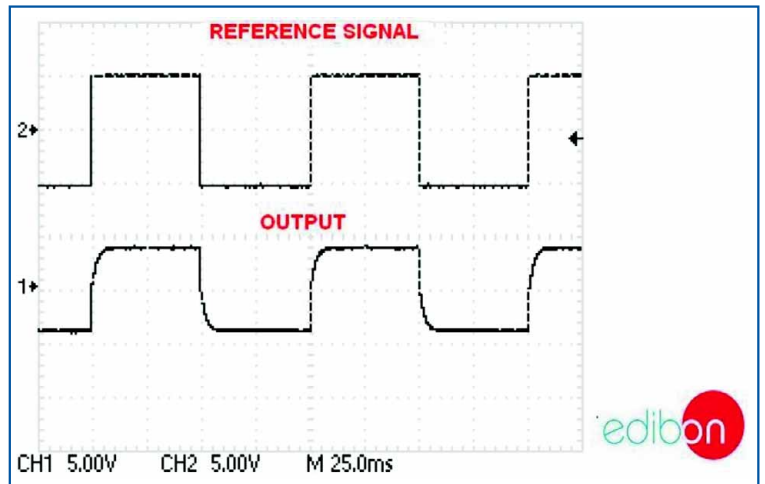 REFERENCE SIGNAL
2
OUTPUT
1
edibon
CH1 5.00V CH2 5.00V M 25.0ms